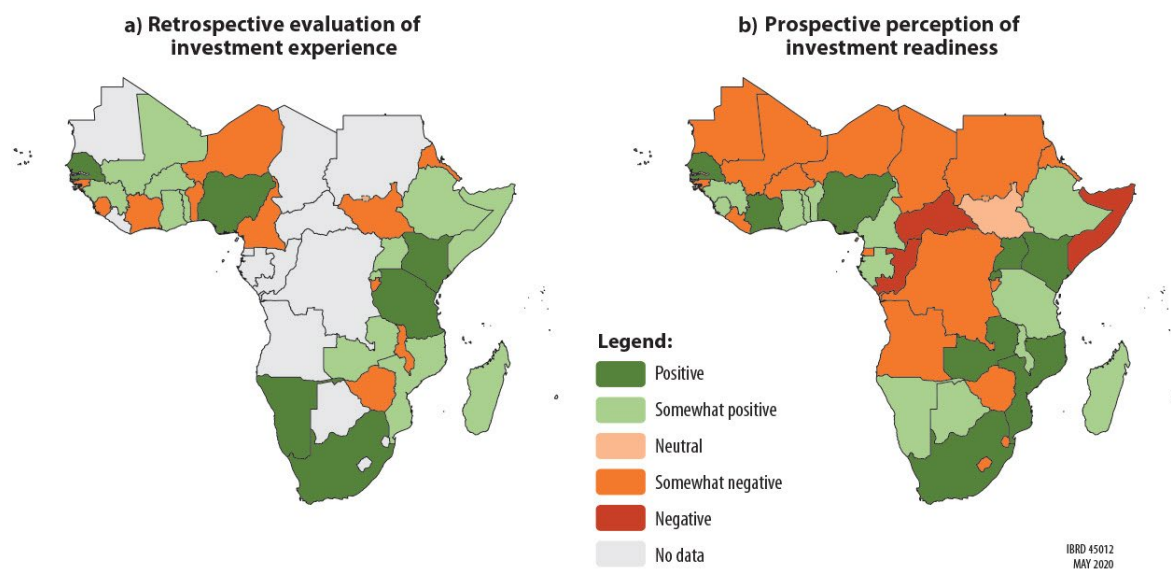 a) Retrospective evaluation of
investment experience
b) Prospective perception of
investment readiness
Legend:
Positive
Somewhat positive
Neutral
Somewhat negative
Negative
No data
IBRD 45012
MAY 2020